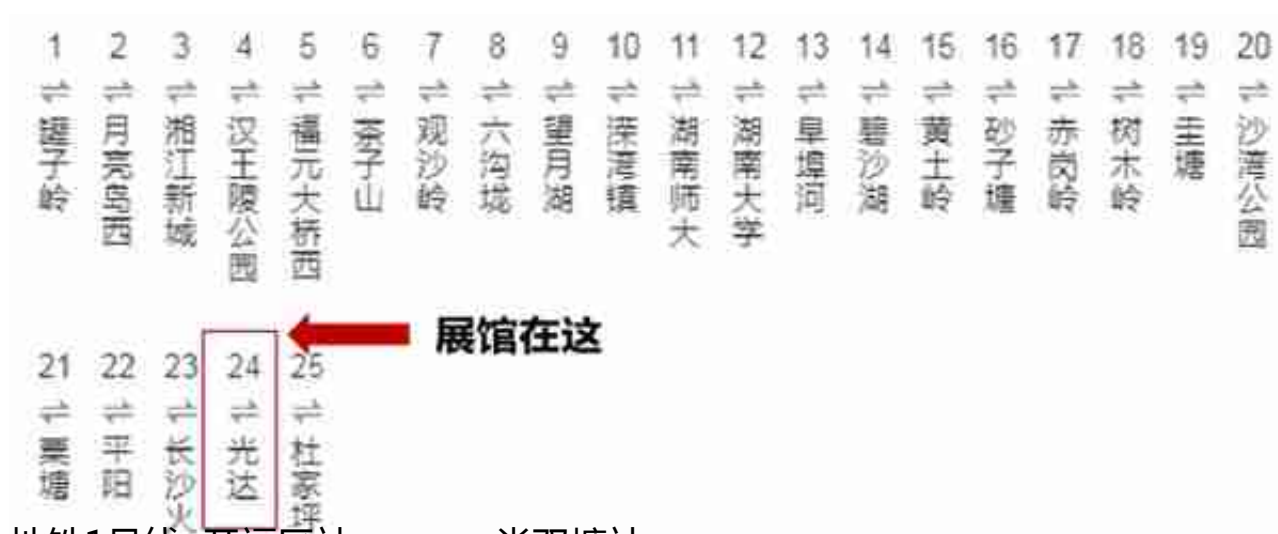 1 2 3 4 5 6 7 8 9 10 11 12 13 14 15 16 17 18 19 20
罐子岭 月亮岛西 湘江新城 汉王陵公园 福元大桥西 茶子山 观沙岭 六沟垅 望月湖 溁湾镇 湖南师大 湖南大学 阜埠河 碧沙湖 黄土岭 砂子塘 赤岗岭 树木岭 圭塘 沙湾公园
展馆在这
21 22 23 24 25
粟塘 平阳 长沙火 光达 杜家坪